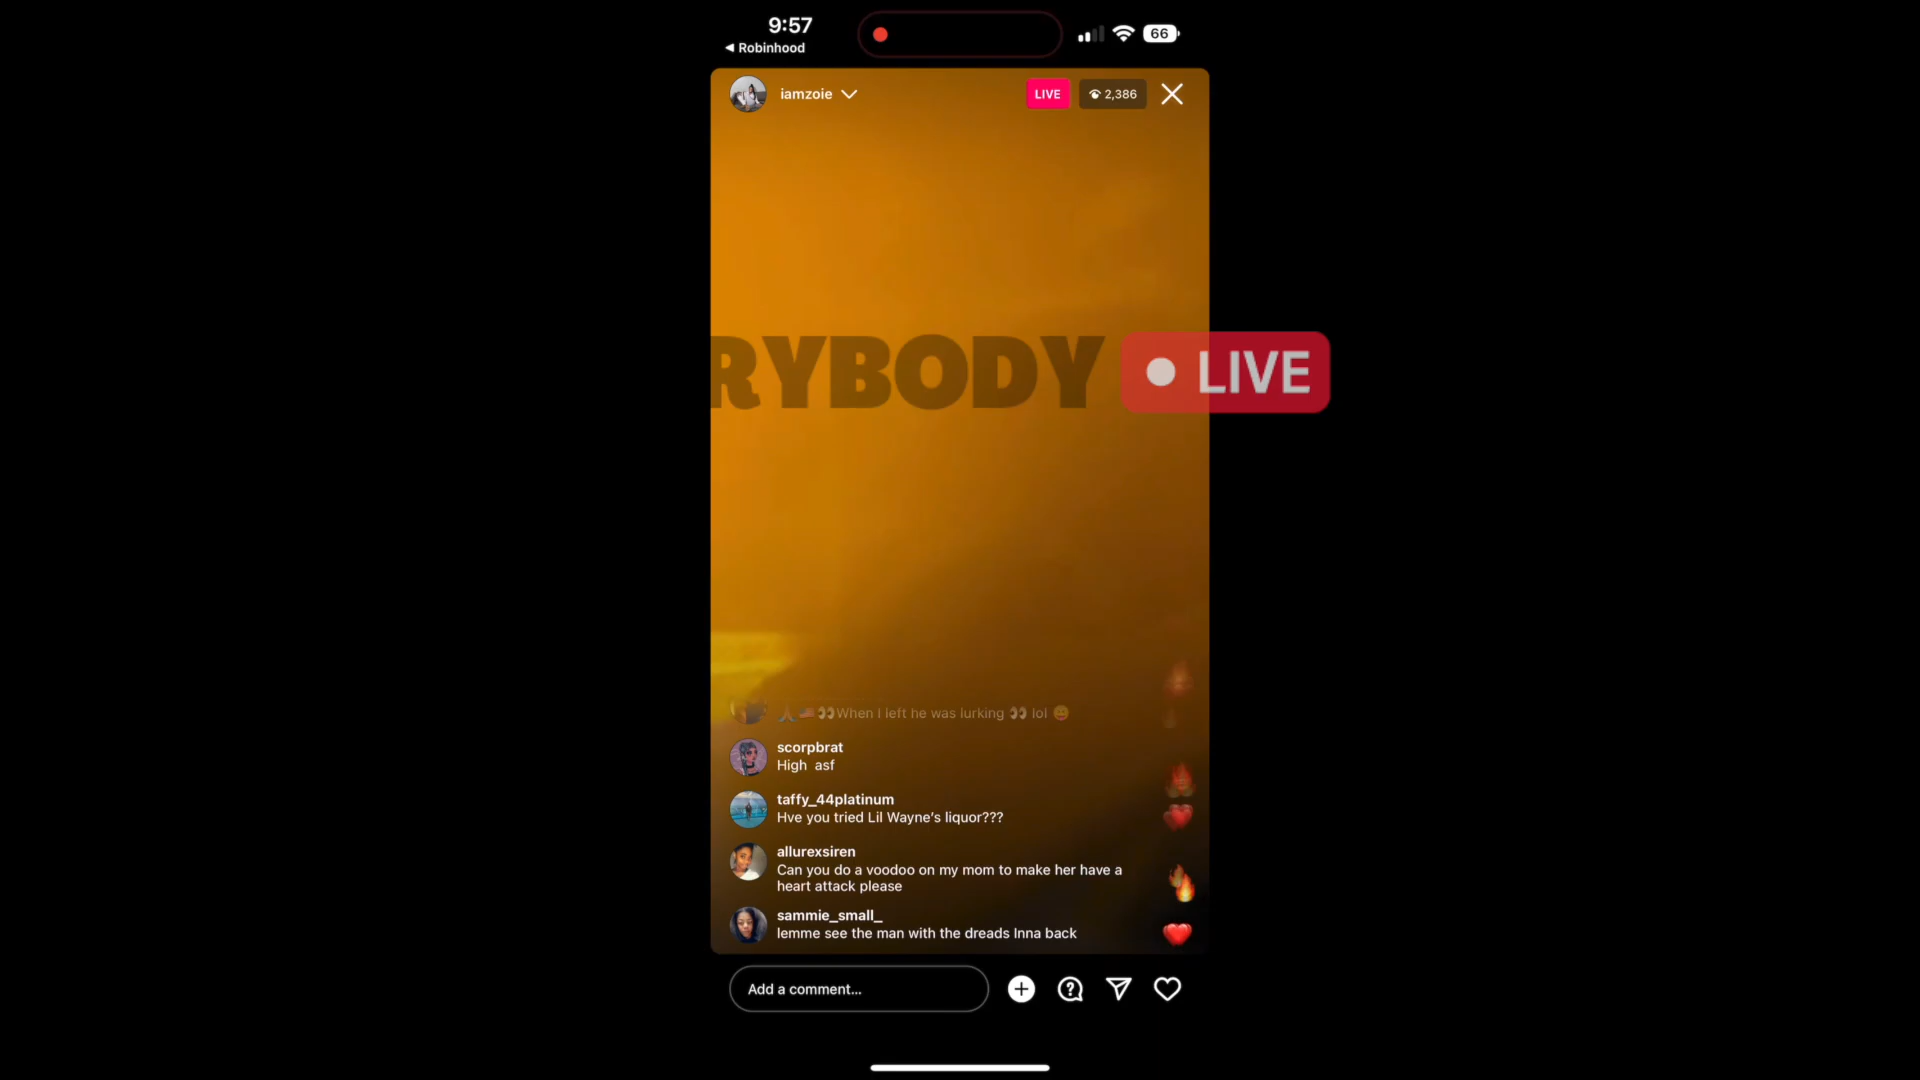 9:57
◀ Robinhood
66
iamzoie
LIVE
2,386
RYBODY
LIVE
🙏🇺🇸👀When I left he was lurking 👀 lol 😄
scorpbrat
High asf
taffy_44platinum
Hve you tried Lil Wayne's liquor???
allurexsiren
Can you do a voodoo on my mom to make her have a
heart attack please
sammie_small_
lemme see the man with the dreads Inna back
Add a comment...